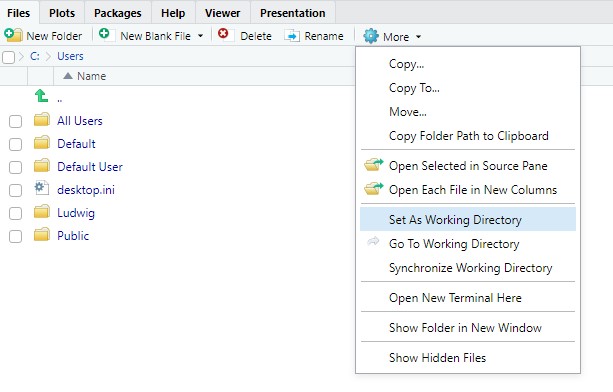 Files Plots Packages Help Viewer Presentation
New Folder New Blank File Delete Rename More
C: Users
Name
..
All Users
Default
Default User
desktop.ini
Ludwig
Public
Copy...
Copy To...
Move...
Copy Folder Path to Clipboard
Open Selected in Source Pane
Open Each File in New Columns
Set As Working Directory
Go To Working Directory
Synchronize Working Directory
Open New Terminal Here
Show Folder in New Window
Show Hidden Files